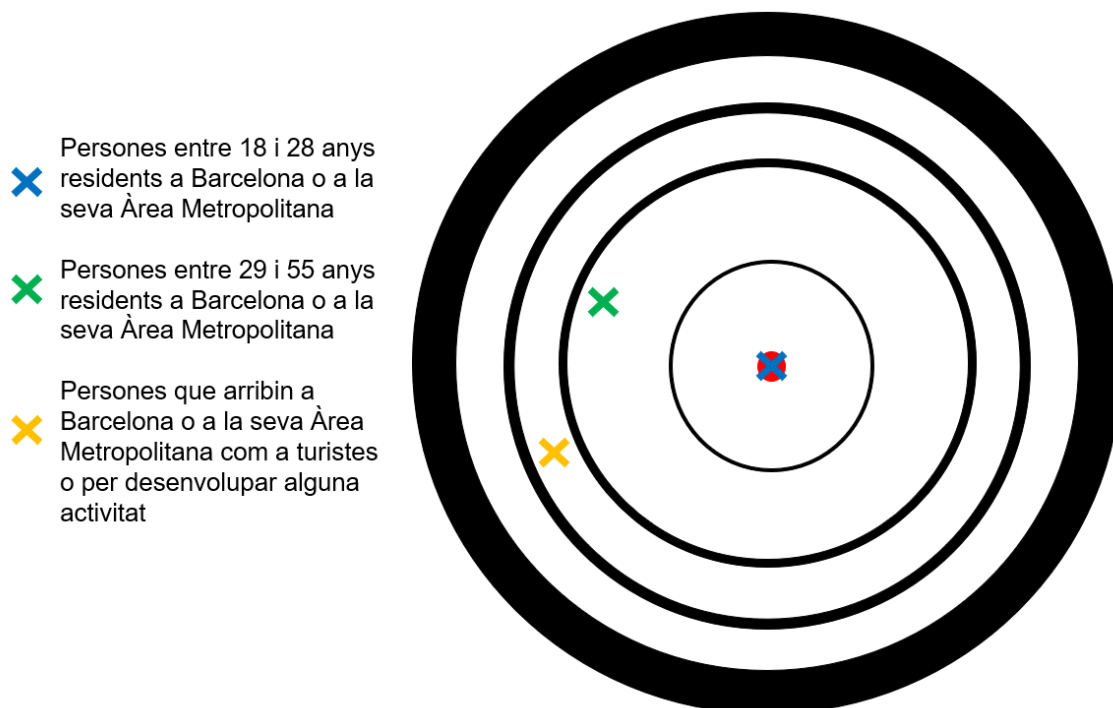 Persones entre 18 i 28 anys
residents a Barcelona o a la
seva Àrea Metropolitana
Persones entre 29 i 55 anys
residents a Barcelona o a la
seva Àrea Metropolitana
Persones que arribin a
Barcelona o a la seva Àrea
Metropolitana com a turistes
o per desenvolupar alguna
activitat